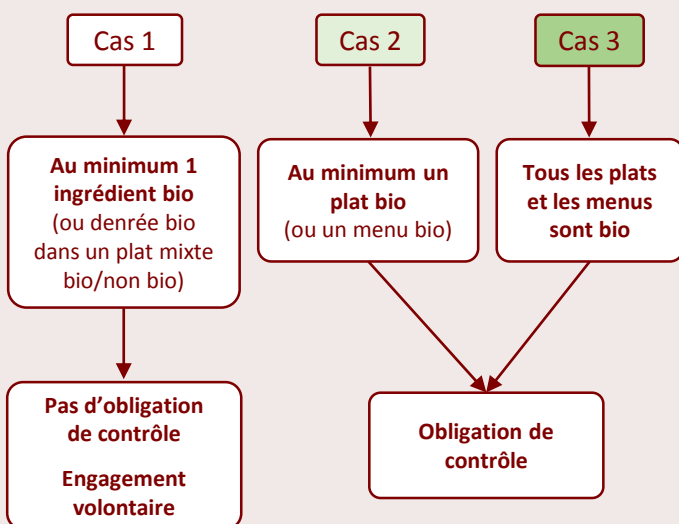 Cas 1
Cas 2
Cas 3
Au minimum 1
ingrédient bio
(ou denrée bio
dans un plat mixte
bio/non bio)
Au minimum un
plat bio
(ou un menu bio)
Tous les plats
et les menus
sont bio
Pas d’obligation
de contrôle
Engagement
volontaire
Obligation de
contrôle